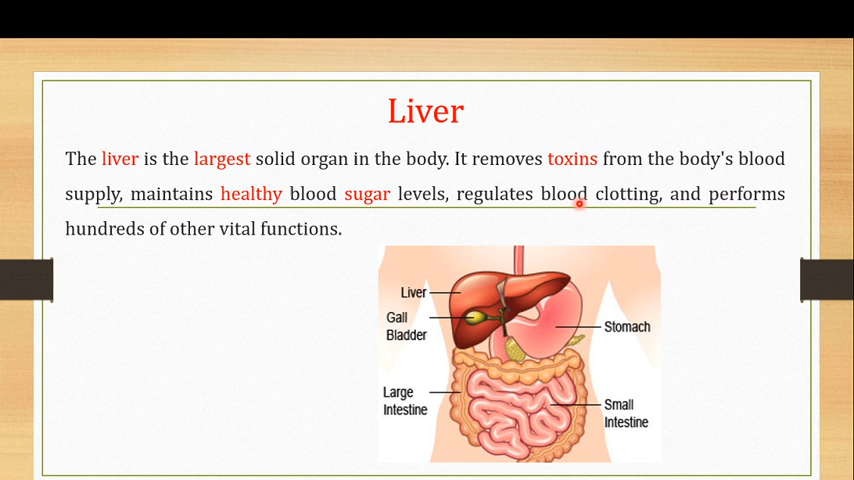 Liver
The liver is the largest solid organ in the body. It removes toxins from the body's blood
supply, maintains healthy blood sugar levels, regulates blood clotting, and performs
hundreds of other vital functions.
Liver
Gall
Bladder
Stomach
Large
Intestine
Small
Intestine